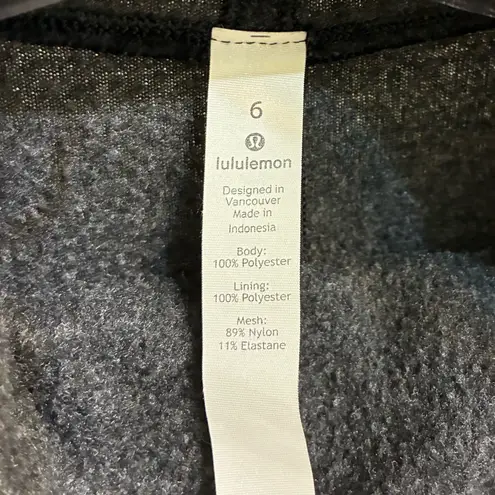 6
lululemon
Designed in
Vancouver
Made in
Indonesia
Body:
100% Polyester
Lining:
100% Polyester
Mesh:
89% Nylon
11% Elastane